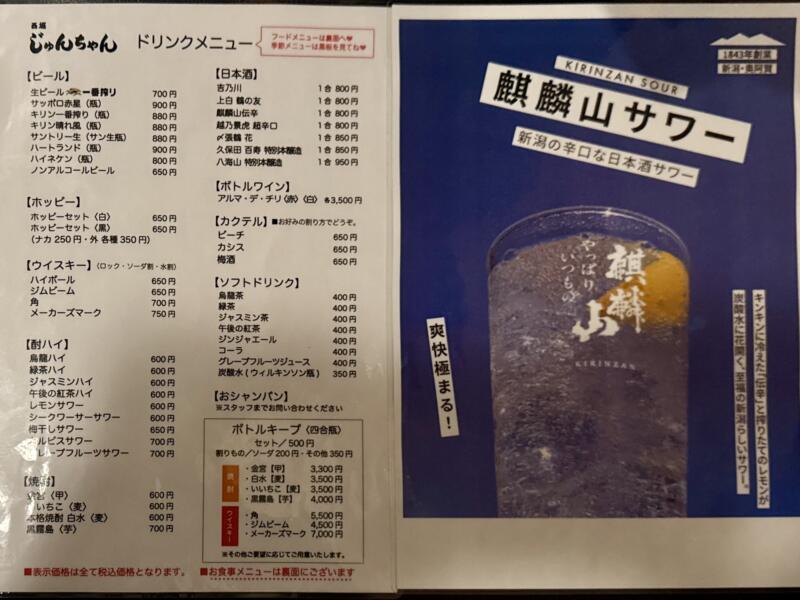 西堀
じゅんちゃん
ドリンクメニュー
フードメニューは裏面へ♥
季節メニューは黒板を見てね♥
【ビール】
生ビール 一番搾り 700円
サッポロ赤星（瓶） 900円
キリン一番搾り（瓶） 880円
キリン晴れ風（瓶） 880円
サントリー生（サン生瓶） 880円
ハートランド（瓶） 900円
ハイネケン（瓶） 800円
ノンアルコールビール 650円
【ホッピー】
ホッピーセット〈白〉 650円
ホッピーセット〈黒〉 650円
(ナカ 250円・外 各種 350円)
【ウイスキー】（ロック・ソーダ割・水割）
ハイボール 650円
ジムビーム 650円
角 700円
メーカーズマーク 750円
【酎ハイ】
烏龍ハイ 600円
緑茶ハイ 600円
ジャスミンハイ 600円
午後の紅茶ハイ 600円
レモンサワー 600円
シークワーサーサワー 600円
梅干しサワー 650円
カルピスサワー 700円
グレープフルーツサワー 700円
【焼酎】
金宮〈甲〉 600円
いいちこ〈麦〉 600円
本格焼酎 白水〈麦〉 600円
黒霧島〈芋〉 700円
■表示価格は全て税込価格となります。
【日本酒】
吉乃川 1合 800円
上白 鶴の友 1合 800円
麒麟山伝辛 1合 800円
越乃景虎 超辛口 1合 800円
〆張鶴 花 1合 850円
久保田 百寿 特別本醸造 1合 850円
八海山 特別本醸造 1合 950円
【ボトルワイン】
アルマ・デ・チリ〈赤〉〈白〉 各3,500円
【カクテル】■お好みの割り方でどうぞ。
ピーチ 650円
カシス 650円
梅酒 650円
【ソフトドリンク】
烏龍茶 400円
緑茶 400円
ジャスミン茶 400円
午後の紅茶 400円
ジンジャエール 400円
コーラ 400円
グレープフルーツジュース 400円
炭酸水（ウィルキンソン瓶） 350円
【おシャンパン】
※スタッフまでお問い合わせください
ボトルキープ〈四合瓶〉
セット／500円
割りもの／ソーダ200円・その他350円
焼酎
・金宮【甲】 3,300円
・白水【麦】 3,500円
・いいちこ【麦】 3,500円
・黒霧島【芋】 4,000円
ウイスキー
・角 5,500円
・ジムビーム 4,500円
・メーカーズマーク 7,000円
※その他ご要望に応じてご用意いたします。
■お食事メニューは裏面にございます
1843年創業
新潟・奥阿賀
KIRINZAN SOUR
麒麟山サワー
新潟の辛口な日本酒サワー
やっぱり、
いつもの
麒麟山
KIRINZAN
爽快極まる！
キンキンに冷えた「伝辛」と搾りたてのレモンが
炭酸水に花開く、至福の新潟らしいサワー。